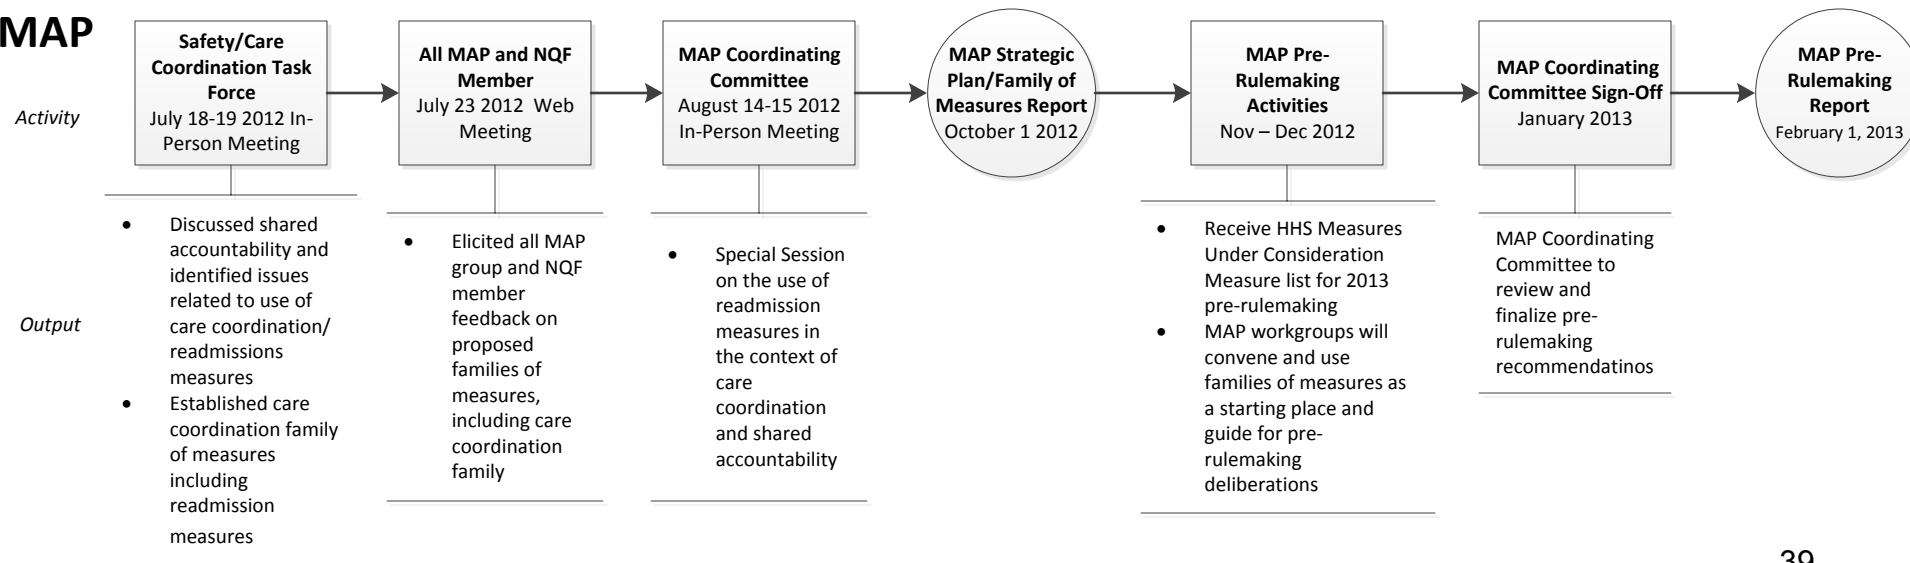 MAP
Activity
Safety/Care
Coordination Task
Force
July 18-19 2012 In-
Person Meeting
All MAP and NQF
Member
July 23 2012  Web
Meeting
MAP Coordinating
Committee
August 14-15 2012
In-Person Meeting
MAP Strategic
Plan/Family of
Measures Report
October 1 2012
MAP Pre-
Rulemaking
Activities
Nov – Dec 2012
MAP Coordinating
Committee Sign-Off
January 2013
MAP Pre-
Rulemaking
Report
February 1, 2013
Output
• Discussed shared
accountability and
identified issues
related to use of
care coordination/
readmissions
measures
• Established care
coordination family
of measures
including
readmission
measures
• Elicited all MAP
group and NQF
member
feedback on
proposed
families of
measures,
including care
coordination
family
• Special Session
on the use of
readmission
measures in
the context of
care
coordination
and shared
accountability
• Receive HHS Measures
Under Consideration
Measure list for 2013
pre-rulemaking
• MAP workgroups will
convene and use
families of measures as
a starting place and
guide for pre-
rulemaking
deliberations
MAP Coordinating
Committee to
review and
finalize pre-
rulemaking
recommendatinos
39